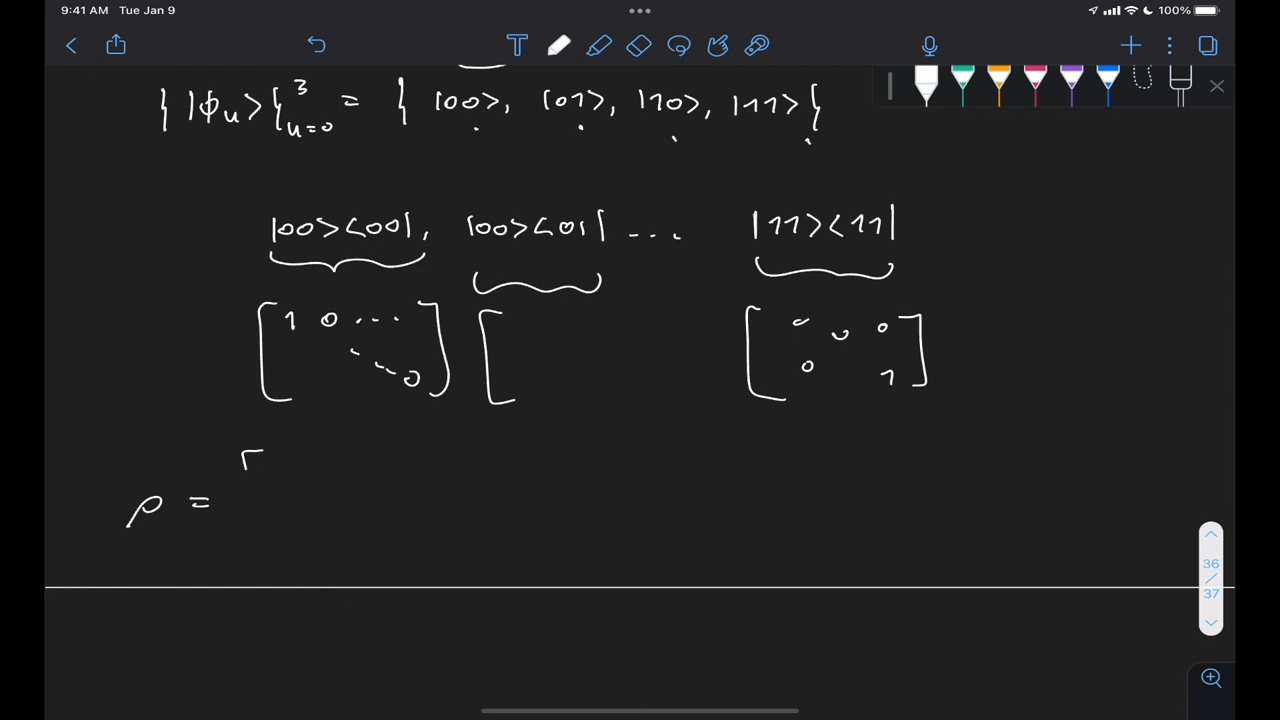 9:41 AM Tue Jan 9
100%
{ |ϕ_u> }_{u=0}^3 = { |00>, |01>, |10>, |11> }
|00><00|, |00><01| ... |11><11|
[ 1 0 ... 0 ] [ [ 0 0 0
0 1 ]
ρ = [
36
/
37